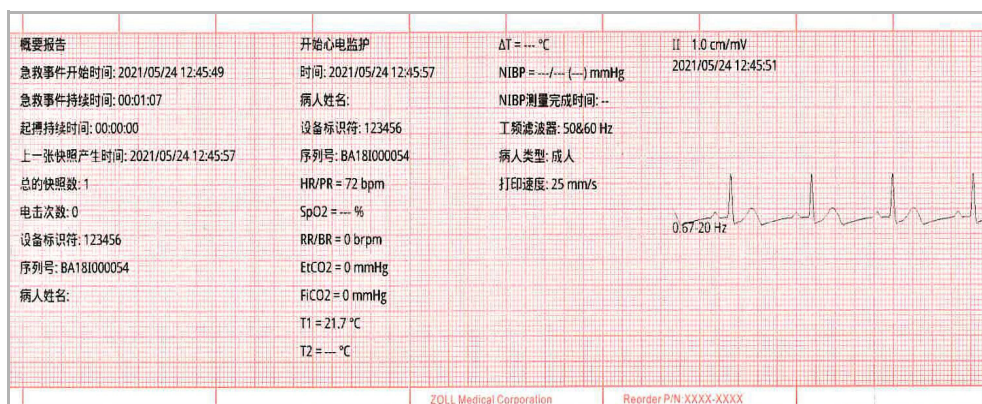 概要报告
急救事件开始时间: 2021/05/24 12:45:49
急救事件持续时间: 00:01:07
起搏持续时间: 00:00:00
上一张快照产生时间: 2021/05/24 12:45:57
总的快照数: 1
电击次数: 0
设备标识符: 123456
序列号: BA18I000054
病人姓名:
开始心电监护
时间: 2021/05/24 12:45:57
病人姓名:
设备标识符: 123456
序列号: BA18I000054
HR/PR = 72 bpm
SpO2 = --- %
RR/BR = 0 brpm
EtCO2 = 0 mmHg
FiCO2 = 0 mmHg
T1 = 21.7 °C
T2 = --- °C
ΔT = --- °C
NIBP = ---/--- (---) mmHg
NIBP测量完成时间: --
工频滤波器: 50&60 Hz
病人类型: 成人
打印速度: 25 mm/s
II 1.0 cm/mV
2021/05/24 12:45:51
0.67-20 Hz
ZOLL Medical Corporation
Reorder P/N:XXXX-XXXX